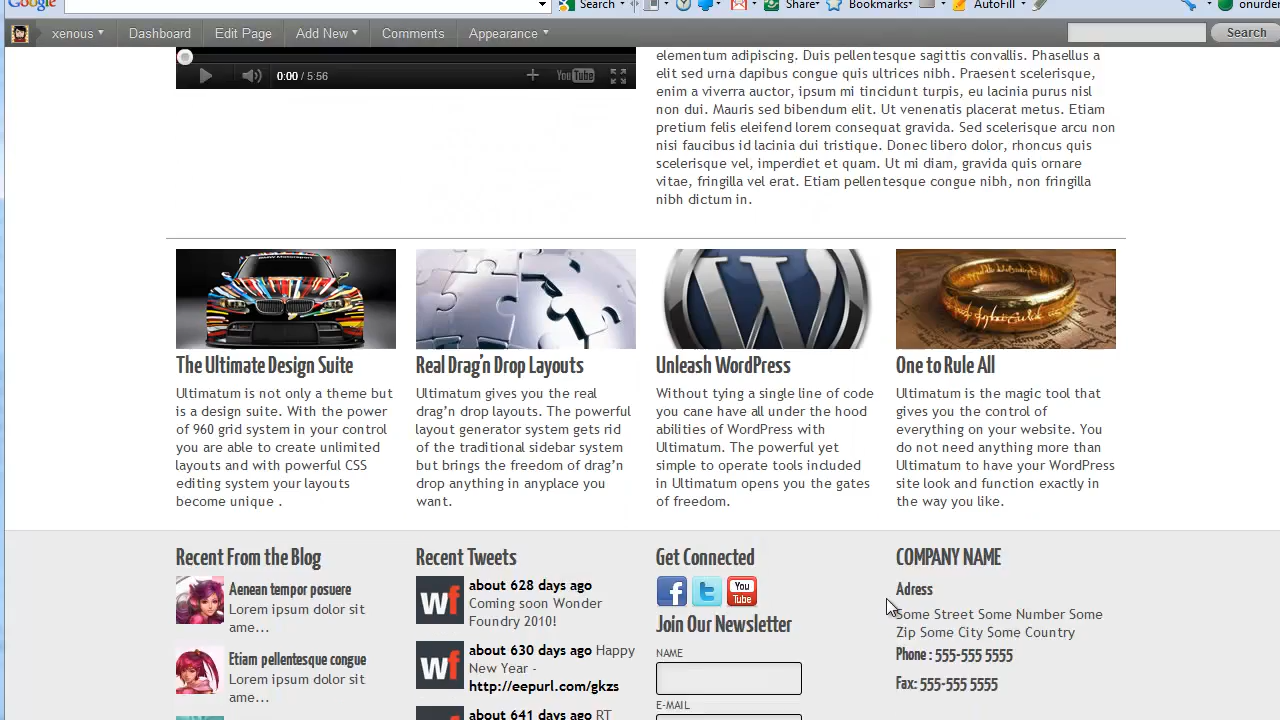 Google
Search
Share
Bookmarks
AutoFill
onurder
xenous
Dashboard
Edit Page
Add New
Comments
Appearance
Search
0:00 / 5:56
YouTube
elementum adipiscing. Duis pellentesque sagittis convallis. Phasellus a
elit sed urna dapibus congue quis ultrices nibh. Praesent scelerisque,
enim a viverra auctor, ipsum mi tincidunt turpis, eu lacinia purus nisl
non dui. Mauris sed bibendum elit. Ut venenatis placerat metus. Etiam
pretium felis eleifend lorem consequat gravida. Sed scelerisque arcu non
nisi faucibus id lacinia dui tristique. Donec libero dolor, rhoncus quis
scelerisque vel, imperdiet et quam. Ut mi diam, gravida quis ornare
vitae, fringilla vel erat. Etiam pellentesque congue nibh, non fringilla
nibh dictum in.
The Ultimate Design Suite
Ultimatum is not only a theme but
is a design suite. With the power
of 960 grid system in your control
you are able to create unlimited
layouts and with powerful CSS
editing system your layouts
become unique .
Real Drag'n Drop Layouts
Ultimatum gives you the real
drag'n drop layouts. The powerful
layout generator system gets rid
of the traditional sidebar system
but brings the freedom of drag'n
drop anything in anyplace you
want.
W
Unleash WordPress
Without tying a single line of code
you cane have all under the hood
abilities of WordPress with
Ultimatum. The powerful yet
simple to operate tools included
in Ultimatum opens you the gates
of freedom.
One to Rule All
Ultimatum is the magic tool that
gives you the control of
everything on your website. You
do not need anything more than
Ultimatum to have your WordPress
site look and function exactly in
the way you like.
Recent From the Blog
Aenean tempor posuere
Lorem ipsum dolor sit
ame...
Etiam pellentesque congue
Lorem ipsum dolor sit
ame...
Recent Tweets
wf
about 628 days ago
Coming soon Wonder
Foundry 2010!
wf
about 630 days ago Happy
New Year -
http://eepurl.com/gkzs
about 641 days ago RT
Get Connected
f
t
You
Tube
Join Our Newsletter
NAME
E-MAIL
COMPANY NAME
Adress
Some Street Some Number Some
Zip Some City Some Country
Phone : 555-555 5555
Fax: 555-555 5555